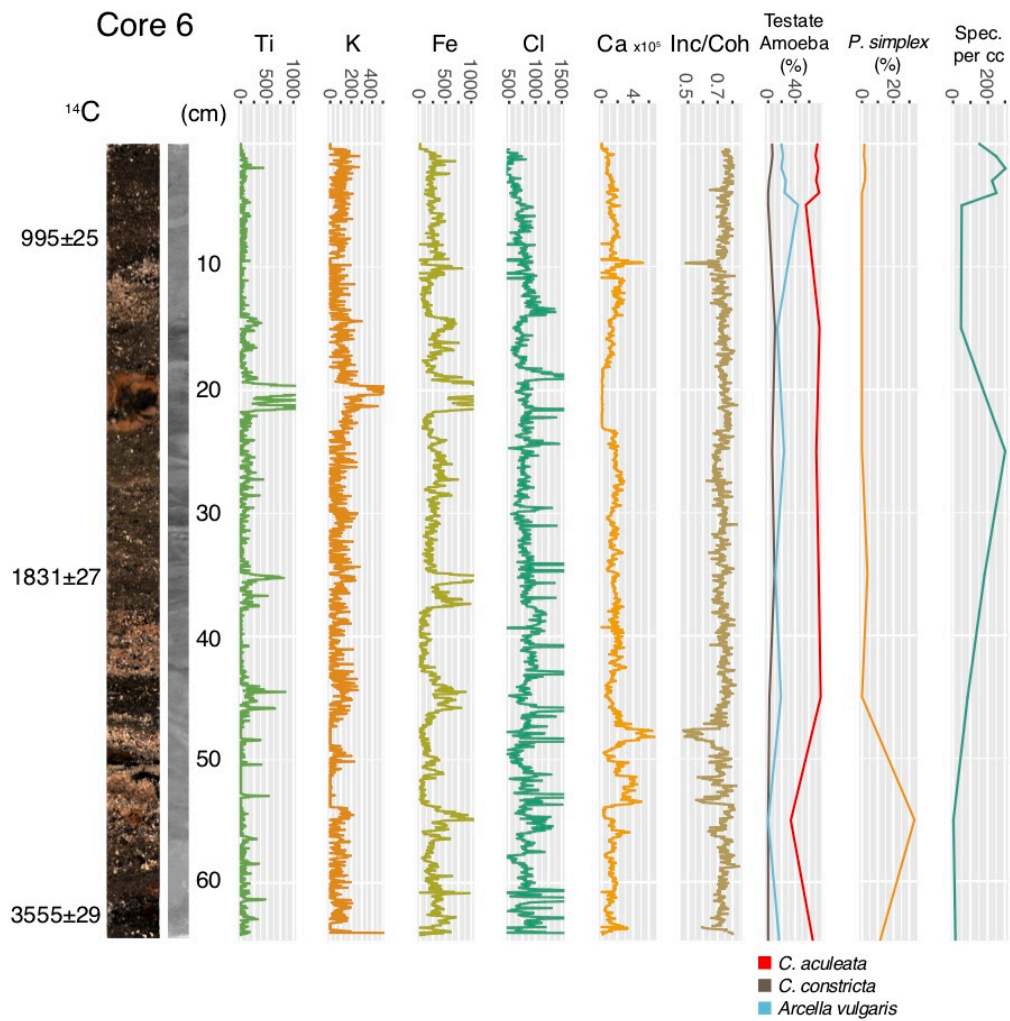 Core 6
Ti K Fe Cl Ca x10⁵ Inc/Coh Testate Amoeba (%) P. simplex (%) Spec. per cc
¹⁴C (cm) 0 500 1000 0 200 400 0 500 1000 500 1000 1500 0 4 0.5 0.7 0 40 0 20 200
995±25
10
20
30
1831±27
40
50
60
3555±29
C. aculeata
C. constricta
Arcella vulgaris